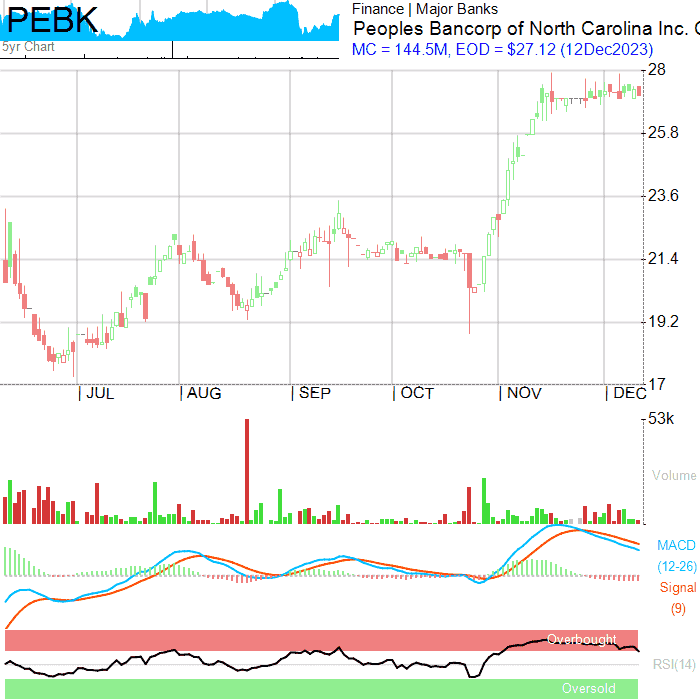 PEBK
5yr Chart
Finance | Major Banks
Peoples Bancorp of North Carolina Inc. C
MC = 144.5M, EOD = $27.12 (12Dec2023)
28
25.8
23.6
21.4
19.2
17
JUL
AUG
SEP
OCT
NOV
DEC
53k
Volume
MACD
(12-26)
Signal
(9)
Overbought
RSI(14)
Oversold